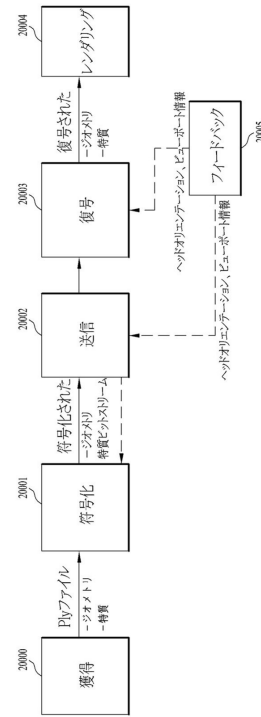 20000
獲得
Plyファイル
－ジオメトリ
－特質
20001
符号化
符号化された
－ジオメトリ
特質ビットストリーム
20002
送信
20003
復号
復号された
－ジオメトリ
－特質
20004
レンダリング
ヘッドオリエンテーション、ビューポート情報
フィードバック
20005
ヘッドオリエンテーション、ビューポート情報